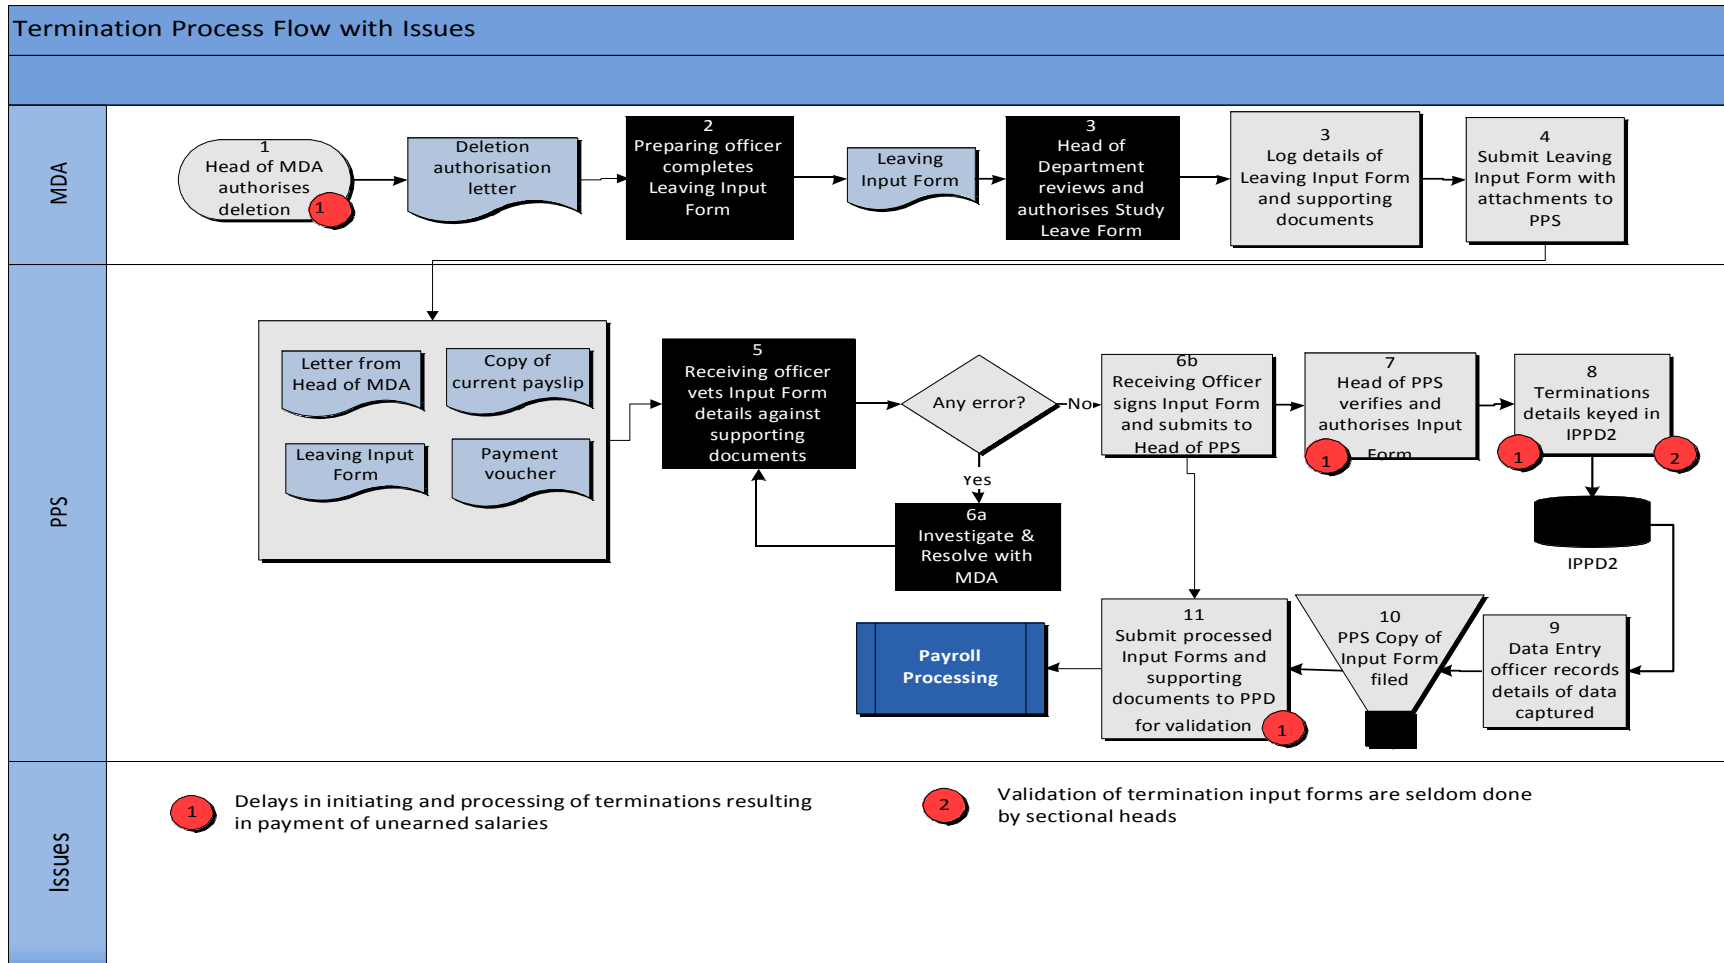 Termination Process Flow with Issues
MDA
1
Head of MDA
authorises
deletion
1
Deletion
authorisation
letter
2
Preparing officer
completes
Leaving Input
Form
Leaving
Input Form
3
Head of
Department
reviews and
authorises Study
Leave Form
3
Log details of
Leaving Input Form
and supporting
documents
4
Submit Leaving
Input Form with
attachments to
PPS
PPS
Letter from
Head of MDA
Copy of
current payslip
Leaving Input
Form
Payment
voucher
5
Receiving officer
vets Input Form
details against
supporting
documents
Any error?
No
Yes
6a
Investigate &
Resolve with
MDA
6b
Receiving Officer
signs Input Form
and submits to
Head of PPS
7
Head of PPS
verifies and
authorises Input
Form
1
8
Terminations
details keyed in
IPPD2
1
2
IPPD2
9
Data Entry
officer records
details of data
captured
10
PPS Copy of
Input Form
filed
11
Submit processed
Input Forms and
supporting
documents to PPD
for validation
1
Payroll
Processing
Issues
1
Delays in initiating and processing of terminations resulting
in payment of unearned salaries
2
Validation of termination input forms are seldom done
by sectional heads